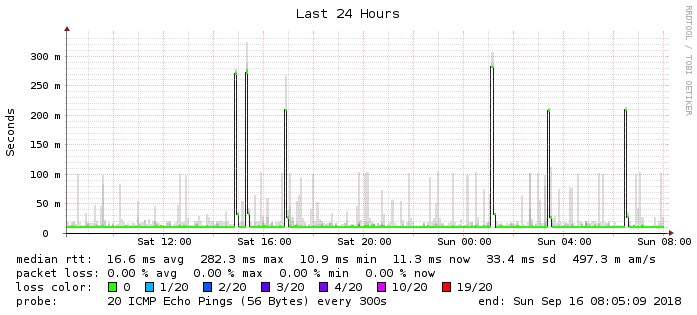 Last 24 Hours
RRDTOOL / TOBI OETIKER
Seconds
300 m
250 m
200 m
150 m
100 m
50 m
0
Sat 12:00 Sat 16:00 Sat 20:00 Sun 00:00 Sun 04:00 Sun 08:00
median rtt: 16.6 ms avg 282.3 ms max 10.9 ms min 11.3 ms now 33.4 ms sd 497.3 m am/s
packet loss: 0.00 % avg 0.00 % max 0.00 % min 0.00 % now
loss color: 0 1/20 2/20 3/20 4/20 10/20 19/20
probe: 20 ICMP Echo Pings (56 Bytes) every 300s end: Sun Sep 16 08:05:09 2018